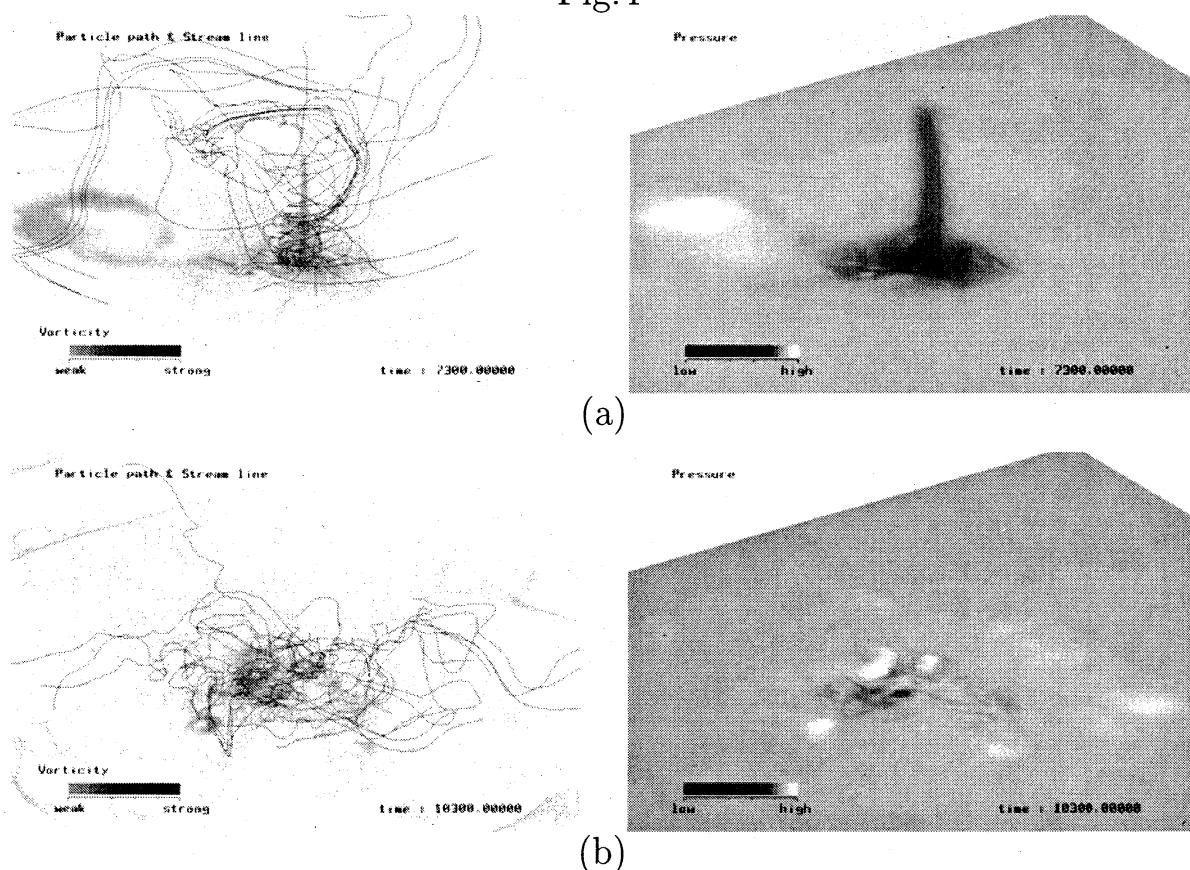 Fig.1
Particle path & Stream line
Vorticity
weak strong
time : 7300.00000
Pressure
low high
time : 7300.00000
(a)
Particle path & Stream line
Vorticity
weak strong
time : 10300.00000
Pressure
low high
time : 10300.00000
(b)